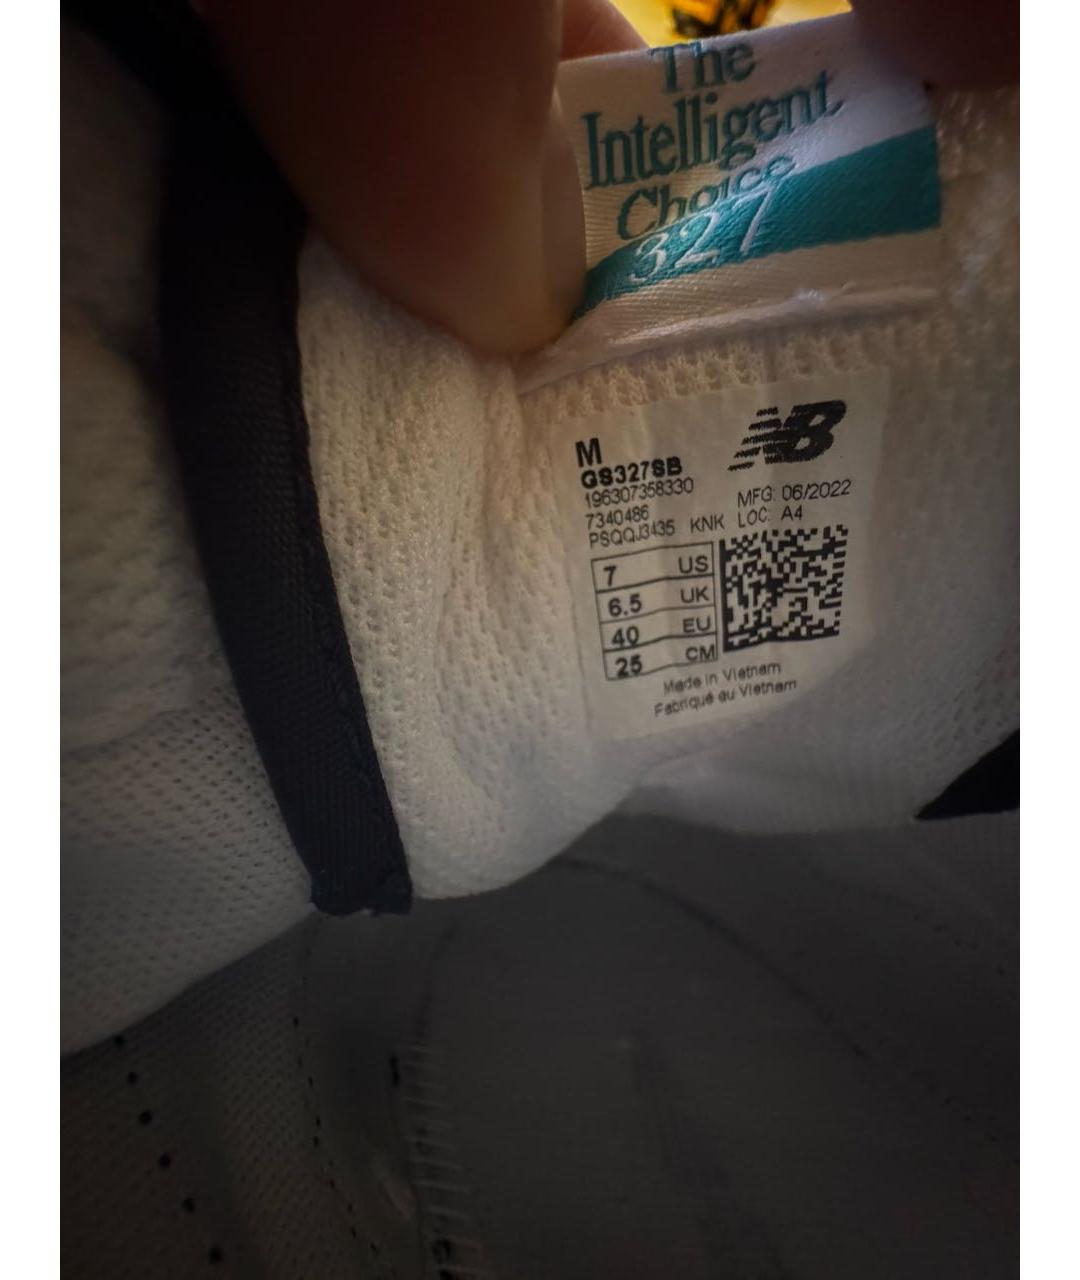 The
Intelligent
Choice
327
M
NB
GS327SB
196307358330
7340486
PSQQJ3435 KNK
MFG: 06/2022
LOC: A4
7 US
6.5 UK
40 EU
25 CM
Made in Vietnam
Fabriqué au Vietnam